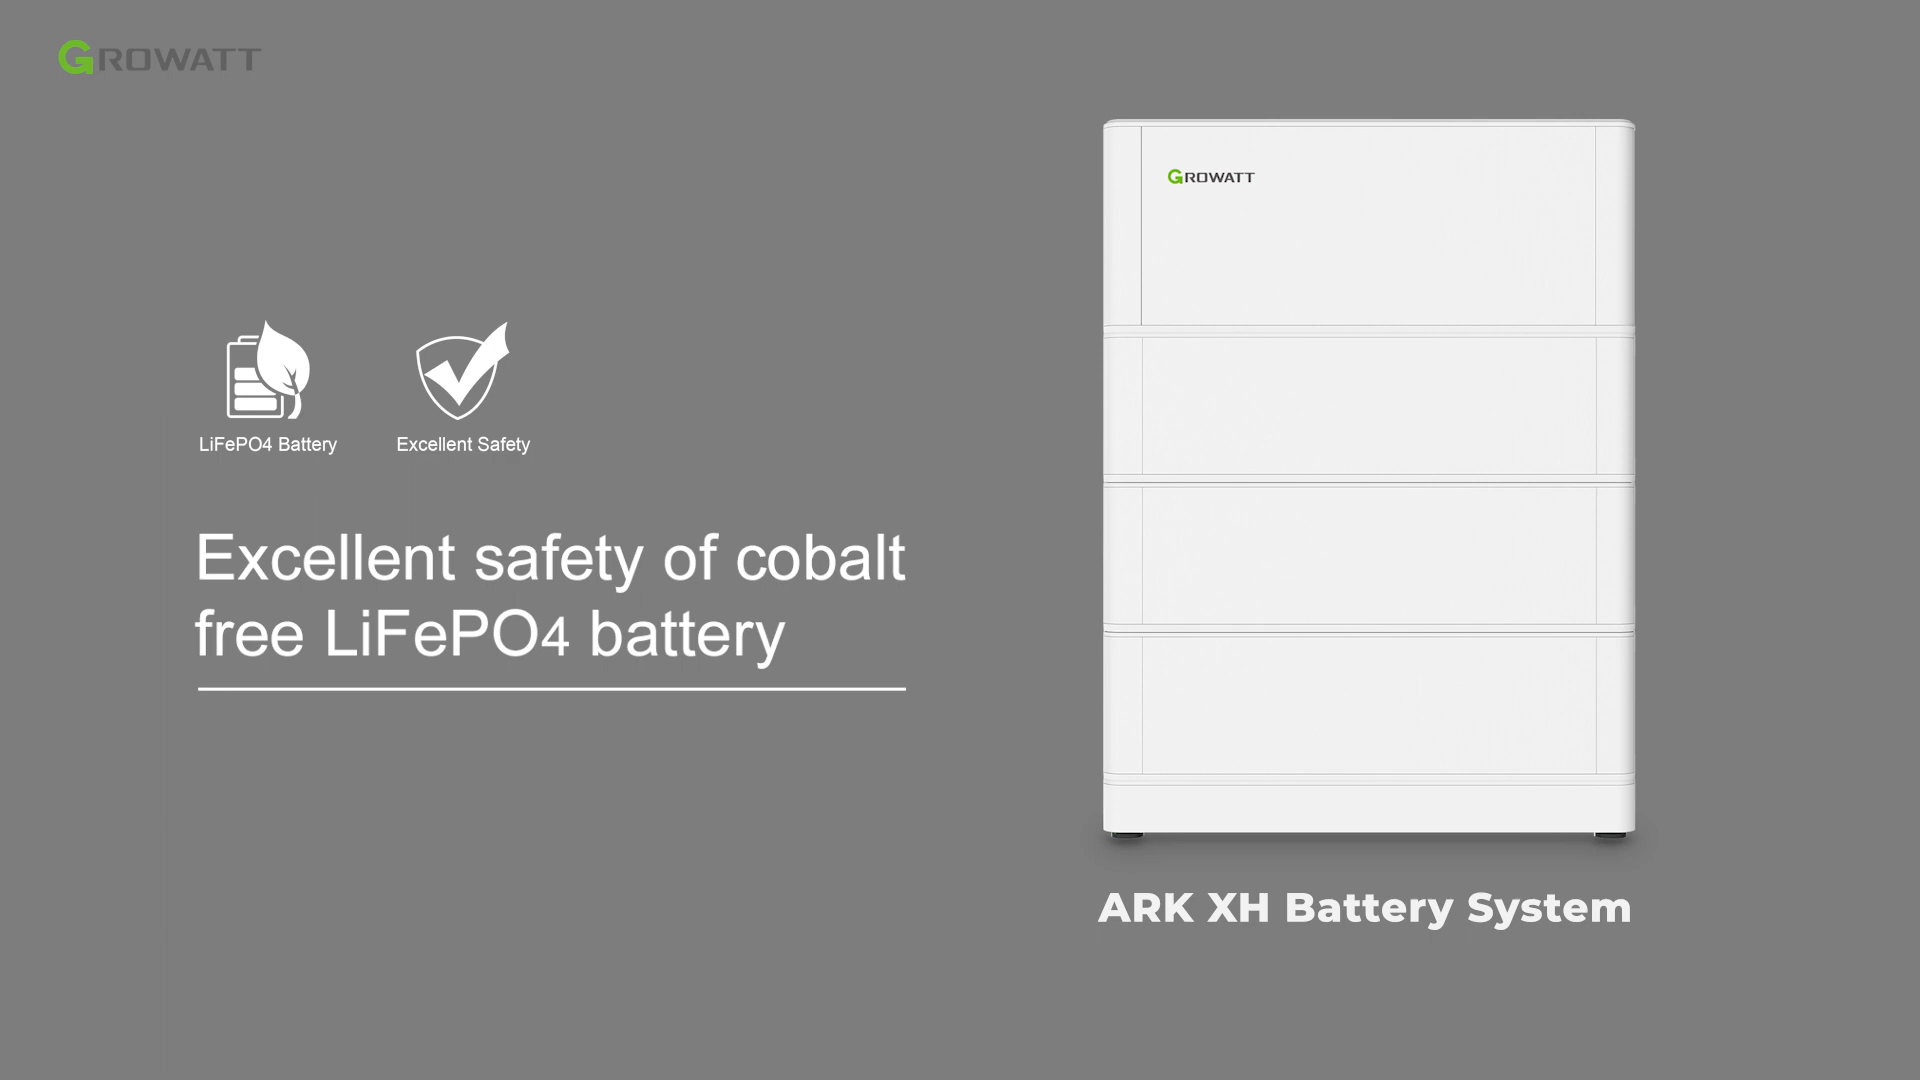 GROWATT
GROWATT
LiFePO4 Battery
Excellent Safety
Excellent safety of cobalt
free LiFePO4 battery
ARK XH Battery System